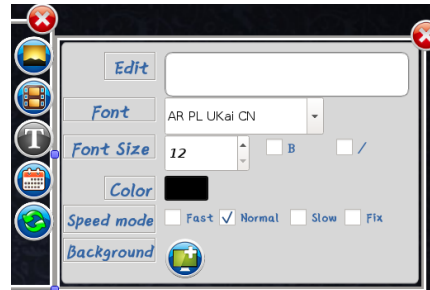 Edit
Font AR PL UKai CN
Font Size 12 B /
Color
Speed mode Fast Normal Slow Fix
Background
T